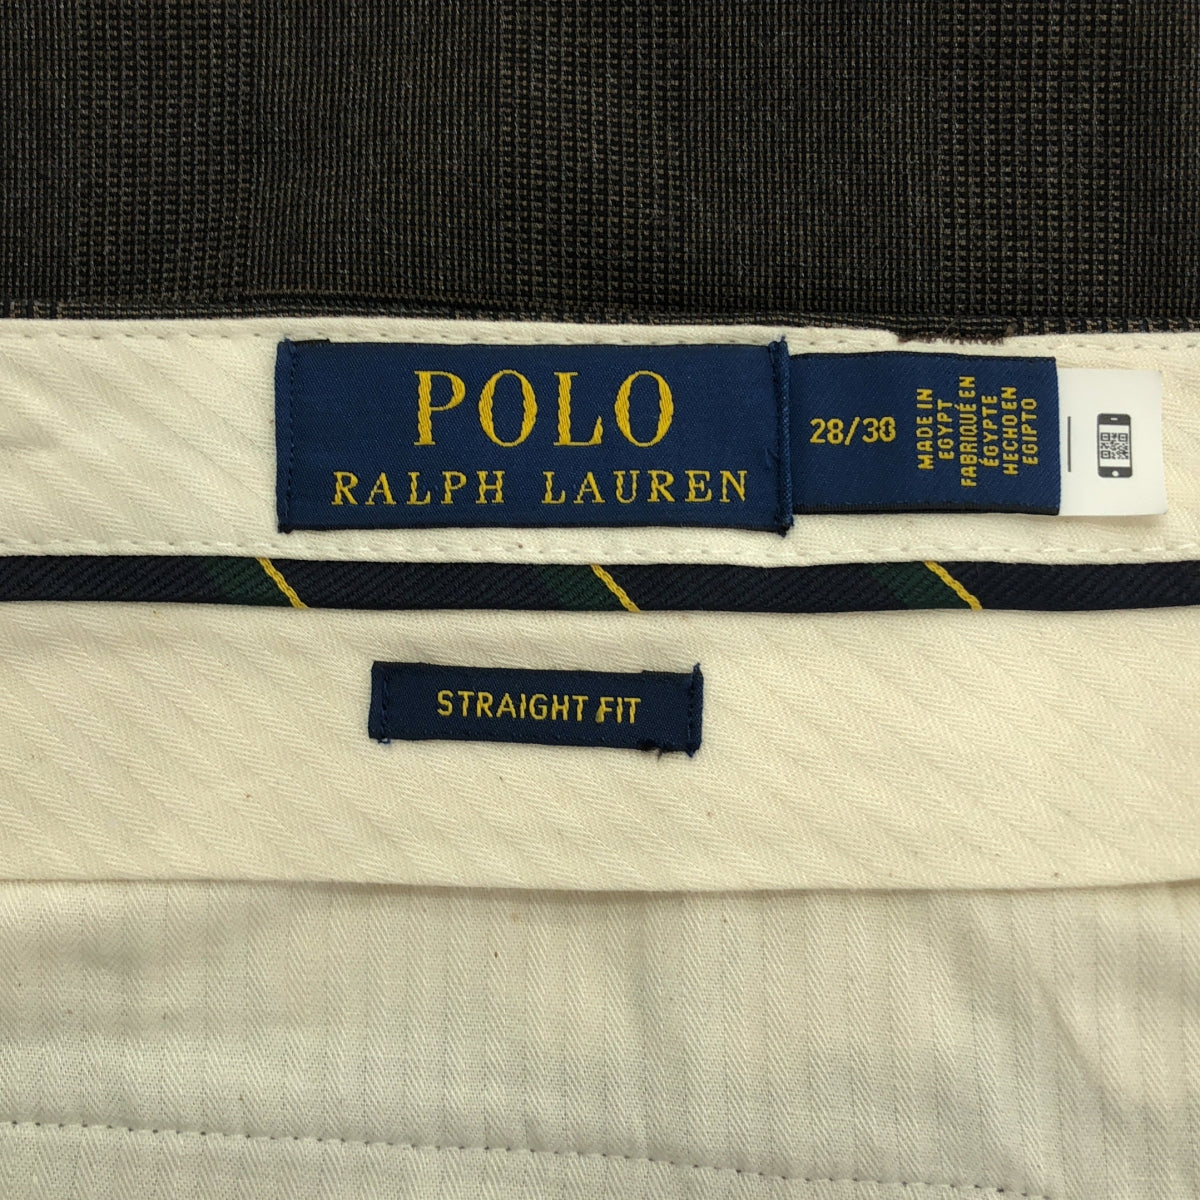 POLO
RALPH LAUREN
28/30
MADE IN
EGYPT
FABRIQUÉ EN
ÉGYPTE
HECHO EN
EGIPTO
STRAIGHT FIT